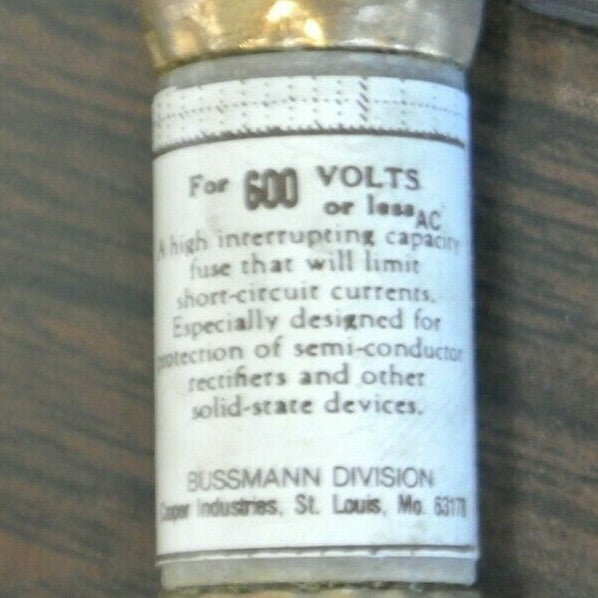 For 600 VOLTS
or less AC
A high interrupting capacity
fuse that will limit
short-circuit currents.
Especially designed for
protection of semi-conductor
rectifiers and other
solid-state devices.
BUSSMANN DIVISION
Cooper Industries, St. Louis, Mo. 63178